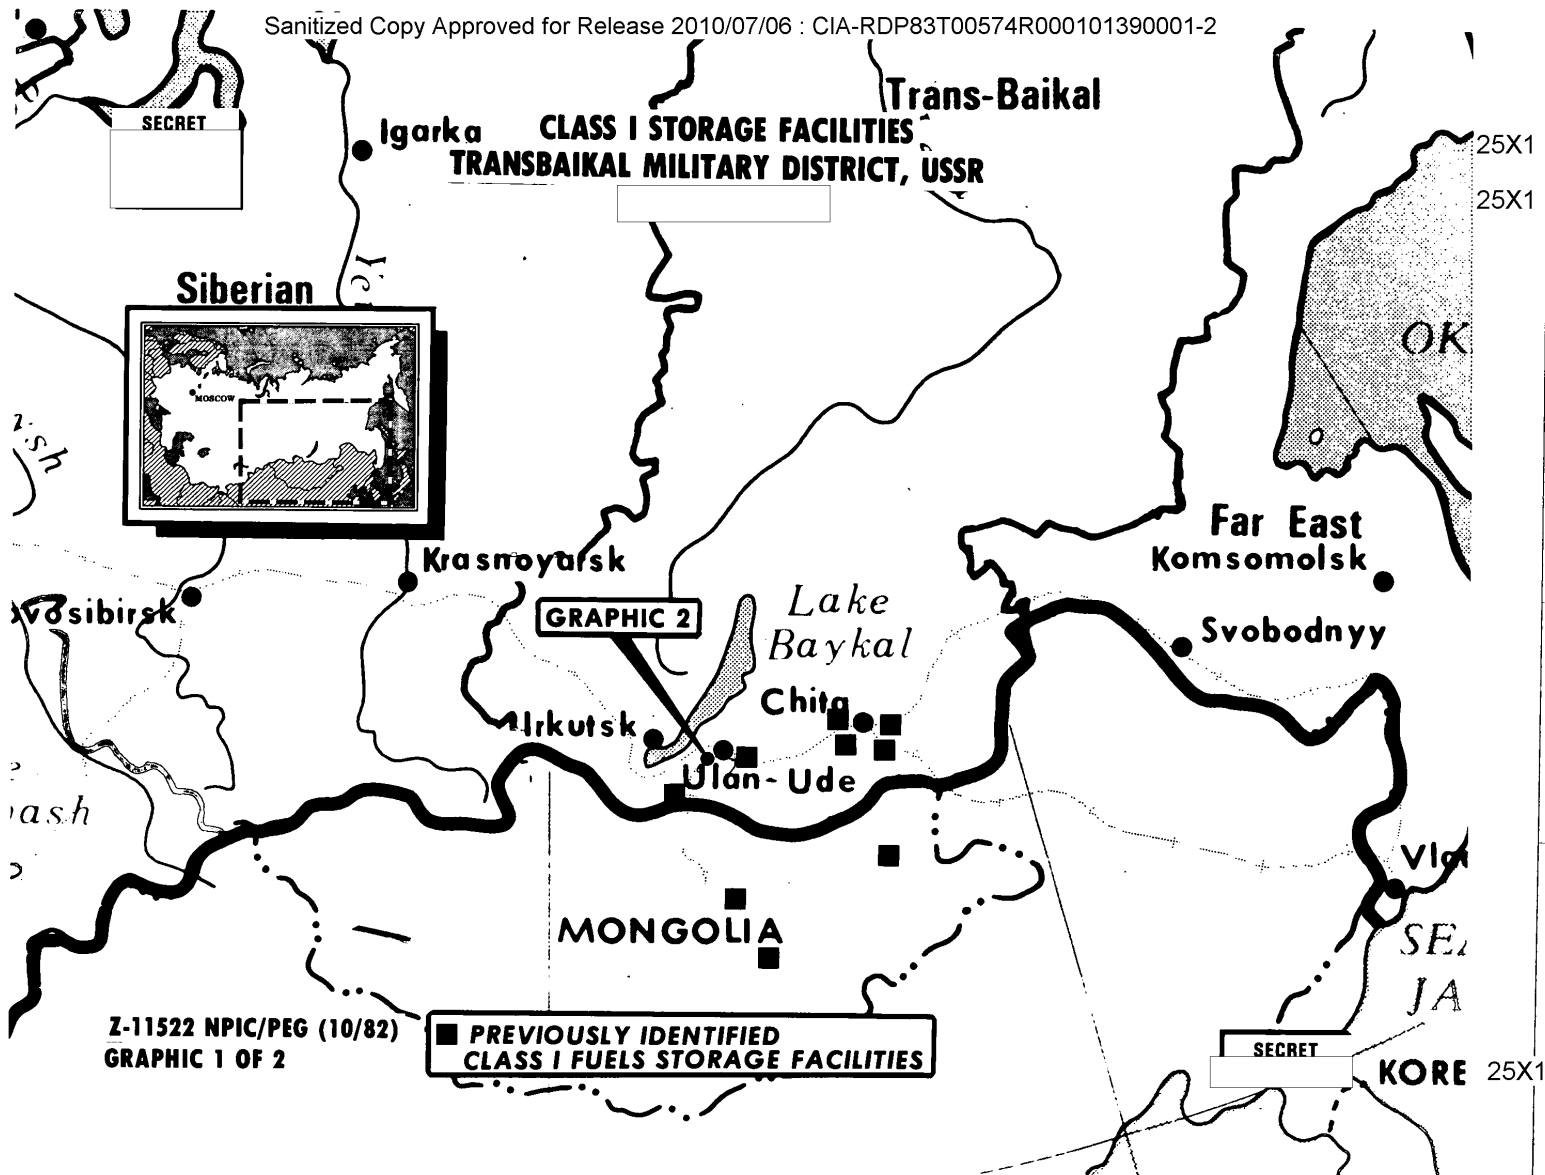 Sanitized Copy Approved for Release 2010/07/06 : CIA-RDP83T00574R000101390001-2
Trans-Baikal
SECRET
Igarka
CLASS I STORAGE FACILITIES
TRANSBAIKAL MILITARY DISTRICT, USSR
25X1
25X1
Siberian
MOSCOW
Far East
Komsomolsk
Krasnoyarsk
Lake
Baykal
GRAPHIC 2
Svobodnyy
Chita
Irkutsk
Ulan-Ude
MONGOLIA
Z-11522 NPIC/PEG (10/82)
GRAPHIC 1 OF 2
PREVIOUSLY IDENTIFIED
CLASS I FUELS STORAGE FACILITIES
SECRET
KORE
25X1